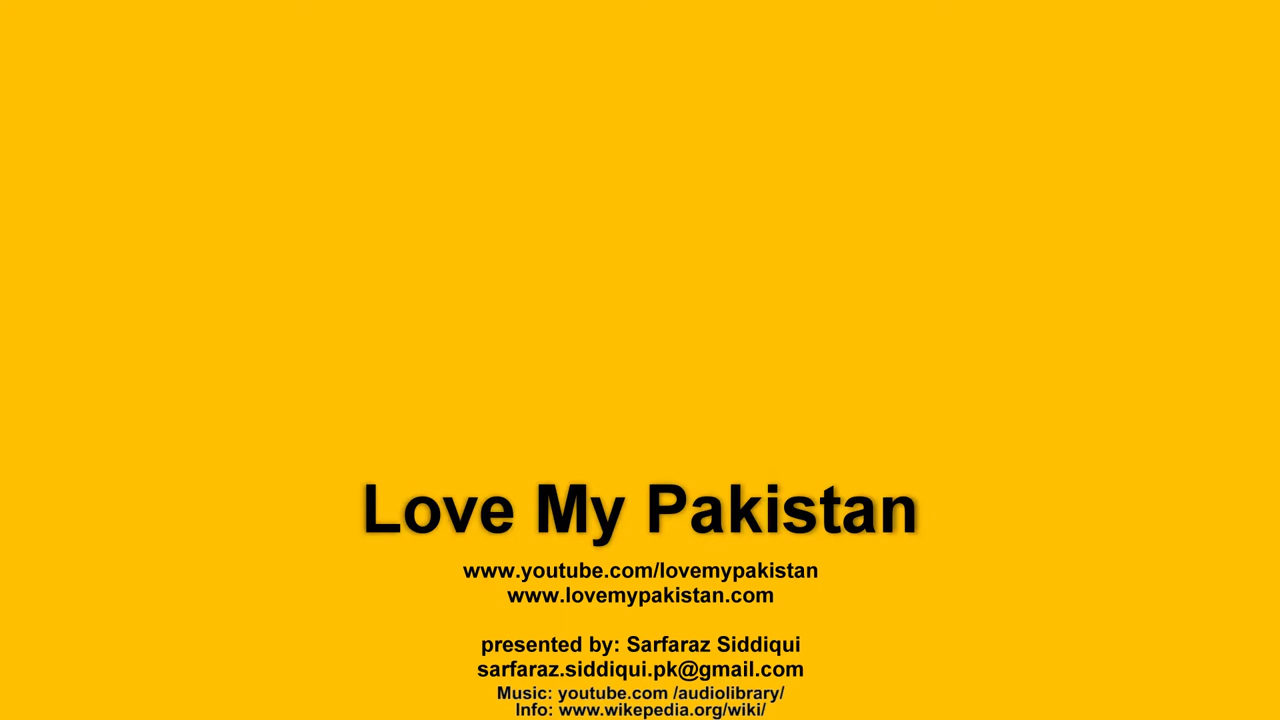 Love My Pakistan
www.youtube.com/lovemypakistan
www.lovemypakistan.com
presented by: Sarfaraz Siddiqui
sarfaraz.siddiqui.pk@gmail.com
Music: youtube.com /audiolibrary/
Info: www.wikepedia.org/wiki/